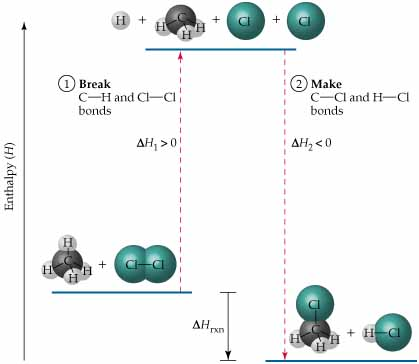 H + C H H H + Cl + Cl
① Break
C—H and Cl—Cl
bonds
② Make
C—Cl and H—Cl
bonds
ΔH₁ > 0
ΔH₂ < 0
Enthalpy (H)
H C H H H + Cl—Cl
ΔHrxn
Cl C H H H + H—Cl